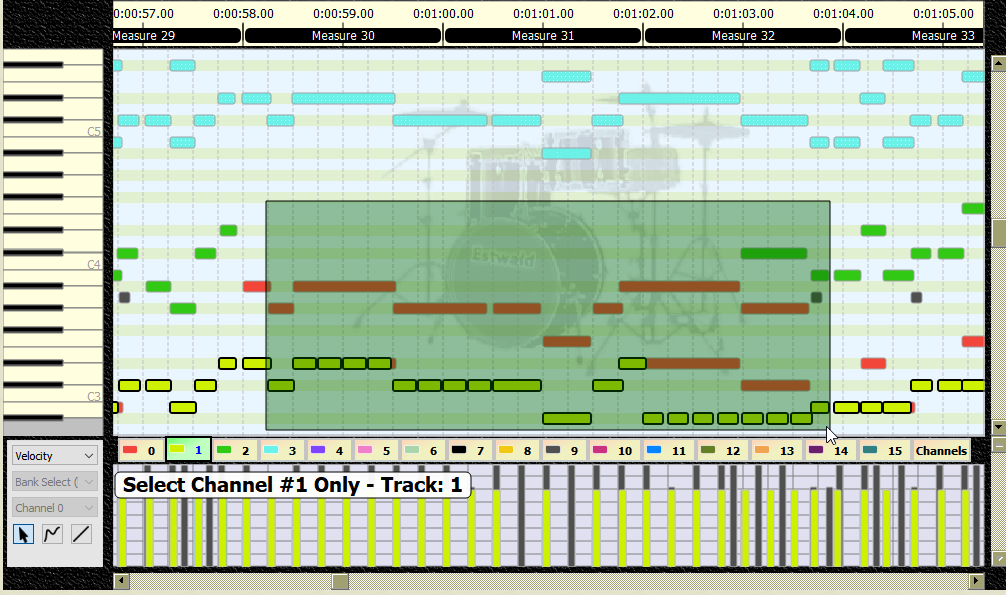 0:00:57.00 0:00:58.00 0:00:59.00 0:01:00.00 0:01:01.00 0:01:02.00 0:01:03.00 0:01:04.00 0:01:05.00
Measure 29 Measure 30 Measure 31 Measure 32 Measure 33
C5
Estwald
C4
C3
Velocity
0 1 2 3 4 5 6 7 8 9 10 11 12 13 14 15 Channels
Bank Select (
Select Channel #1 Only - Track: 1
Channel 0